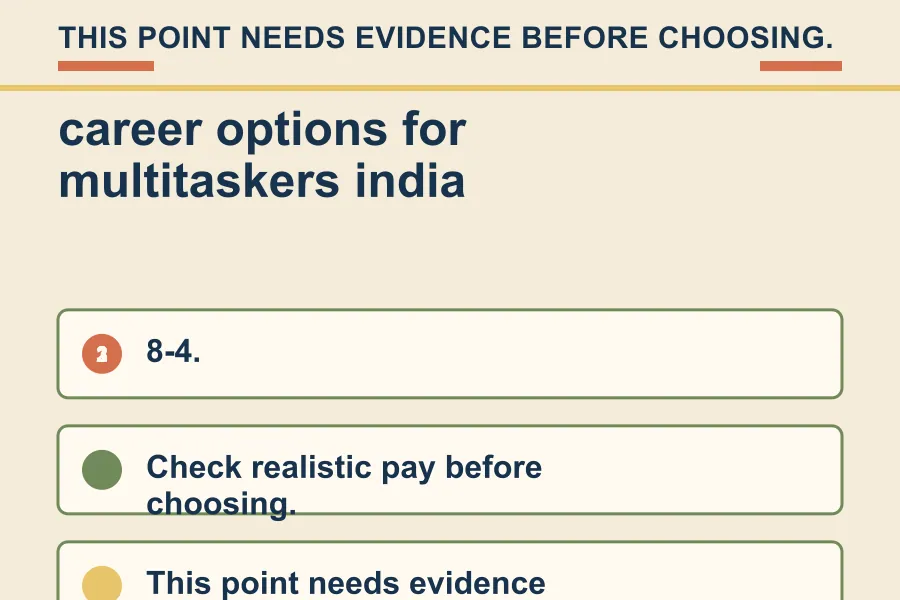 THIS POINT NEEDS EVIDENCE BEFORE CHOOSING.
career options for
multitaskers india
8-4.
Check realistic pay before
choosing.
This point needs evidence